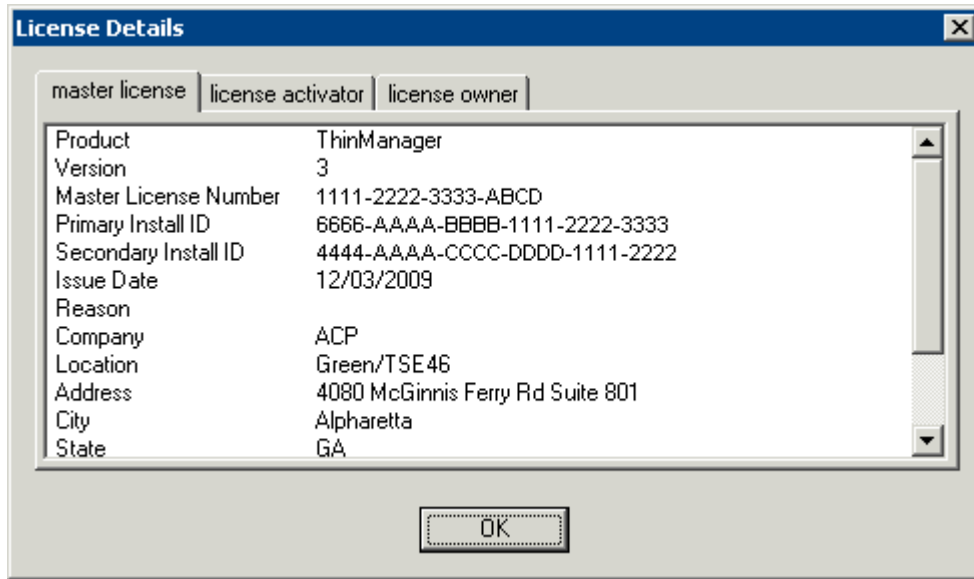 License Details
master license license activator license owner
Product ThinManager
Version 3
Master License Number 1111-2222-3333-ABCD
Primary Install ID 6666-AAAA-BBBB-1111-2222-3333
Secondary Install ID 4444-AAAA-CCCC-DDDD-1111-2222
Issue Date 12/03/2009
Reason
Company ACP
Location Green/TSE46
Address 4080 McGinnis Ferry Rd Suite 801
City Alpharetta
State GA
OK